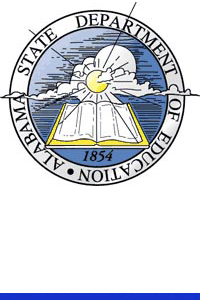 ALABAMA STATE DEPARTMENT OF EDUCATION
1854